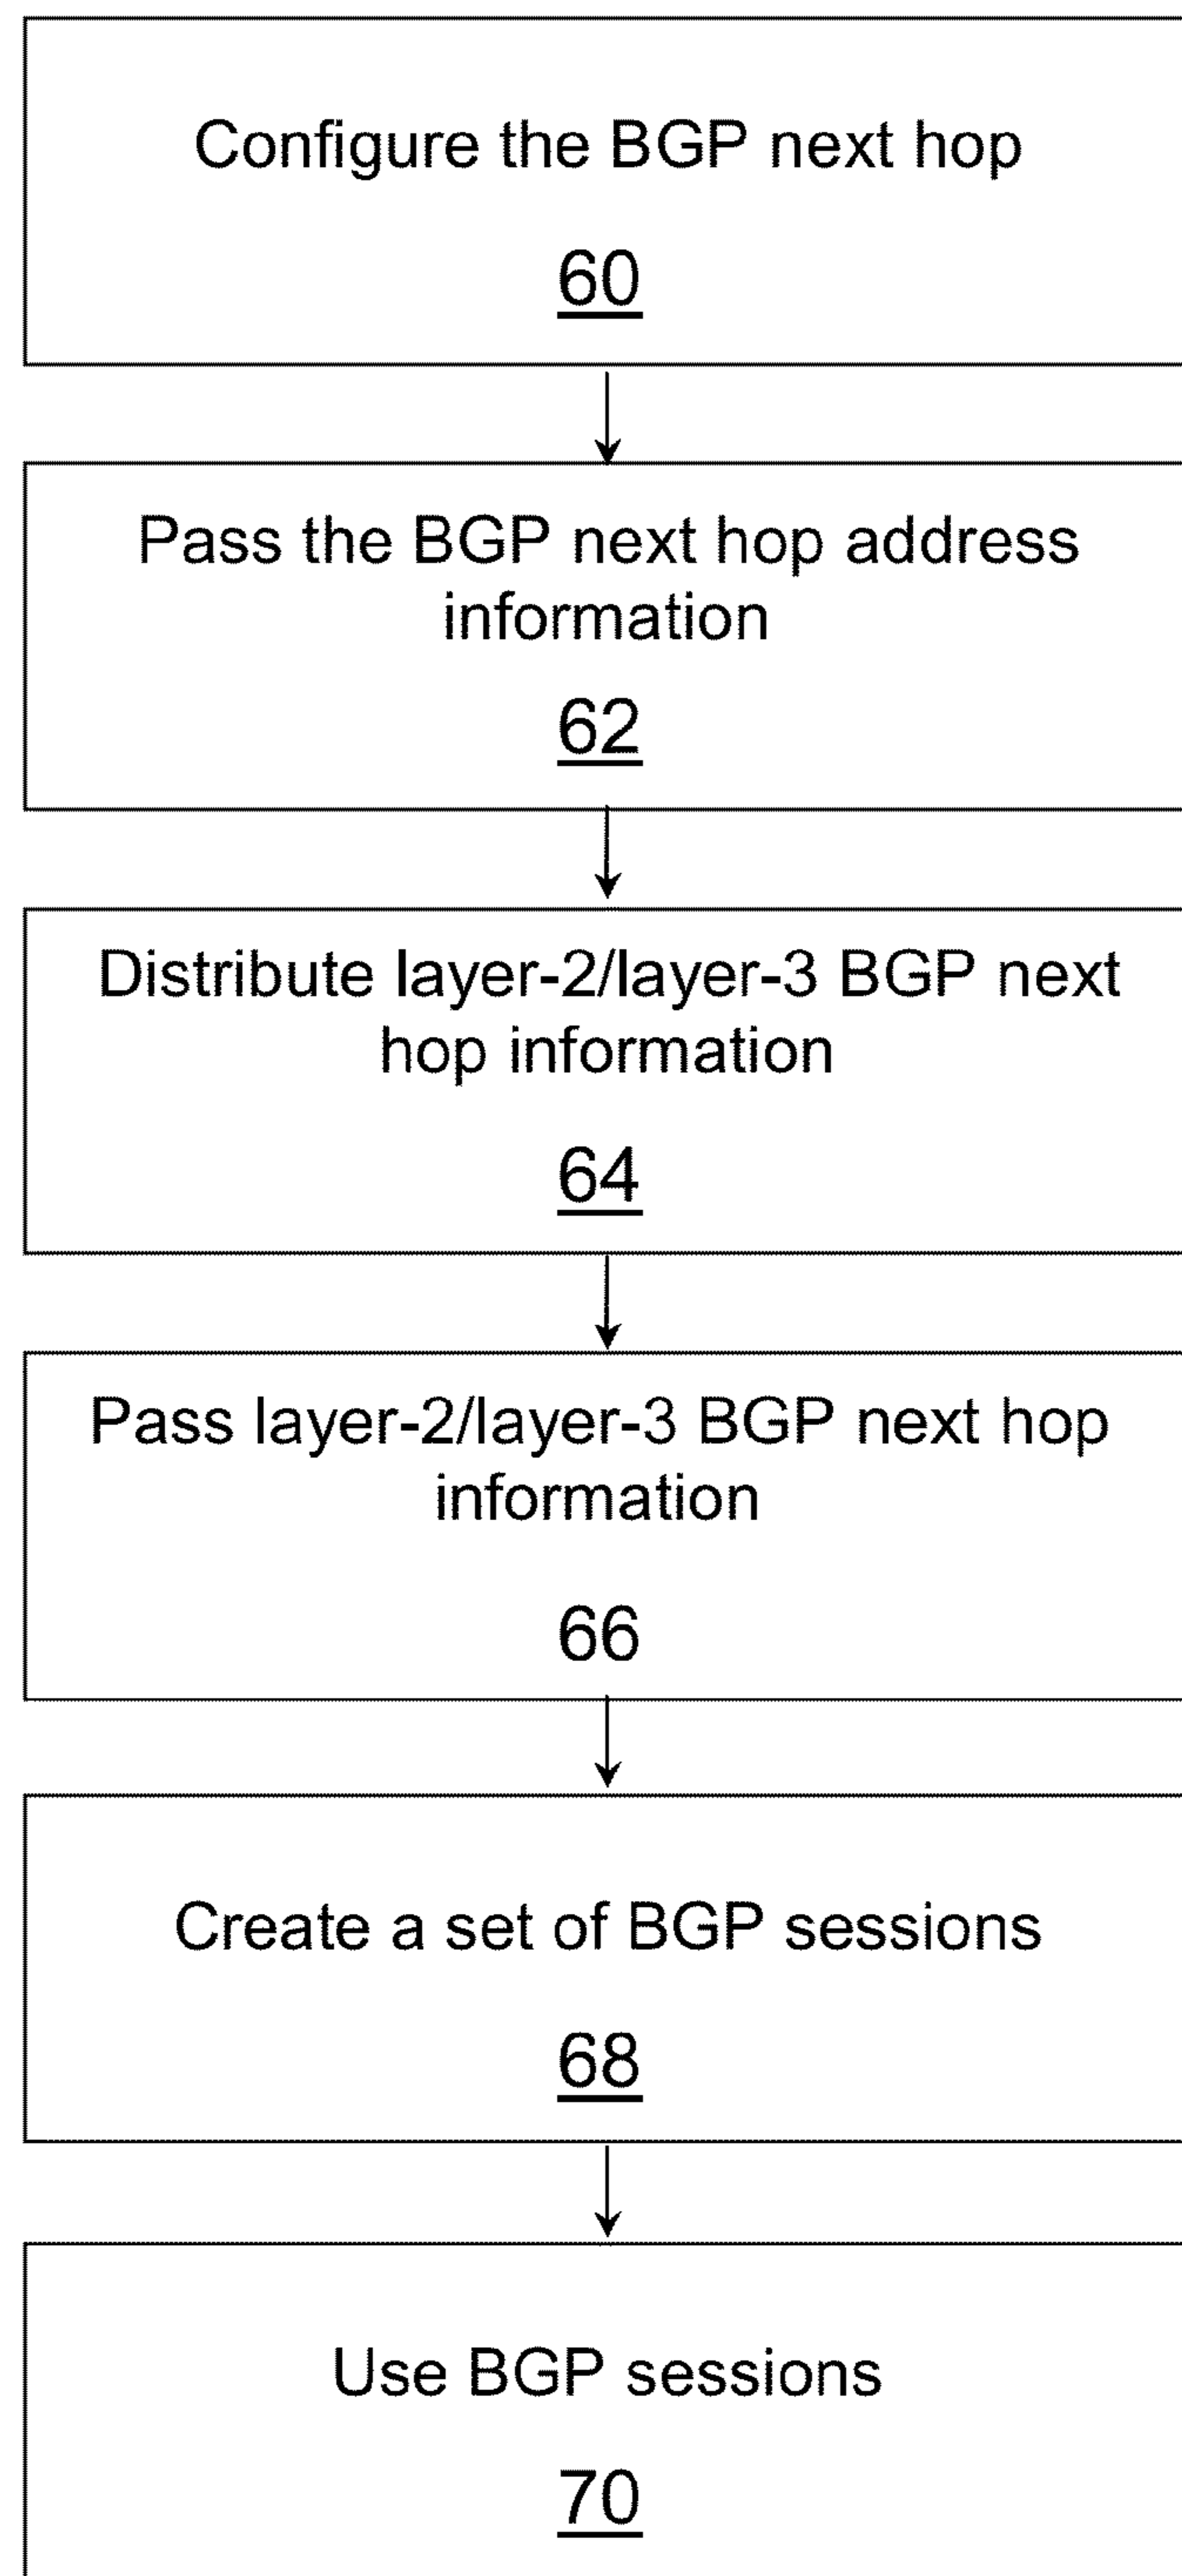 Configure the BGP next hop
60
Pass the BGP next hop address
information
62
Distribute layer-2/layer-3 BGP next
hop information
64
Pass layer-2/layer-3 BGP next hop
information
66
Create a set of BGP sessions
68
Use BGP sessions
70